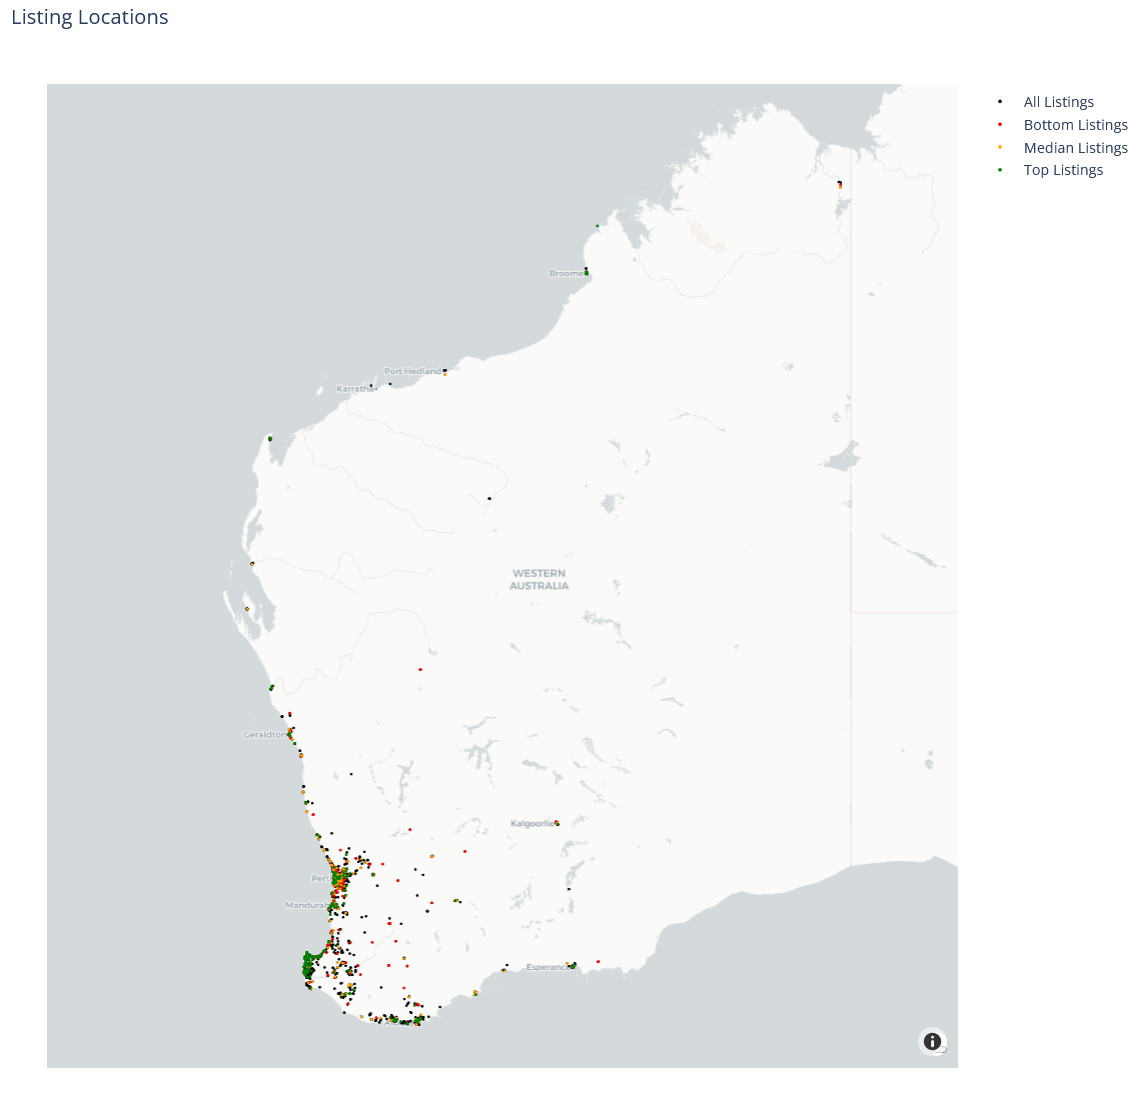 Listing Locations
All Listings
Bottom Listings
Median Listings
Top Listings
Broome
Port Hedland
Karratha
WESTERN
AUSTRALIA
Geraldton
Kalgoorlie
Perth
Mandurah
Esperance